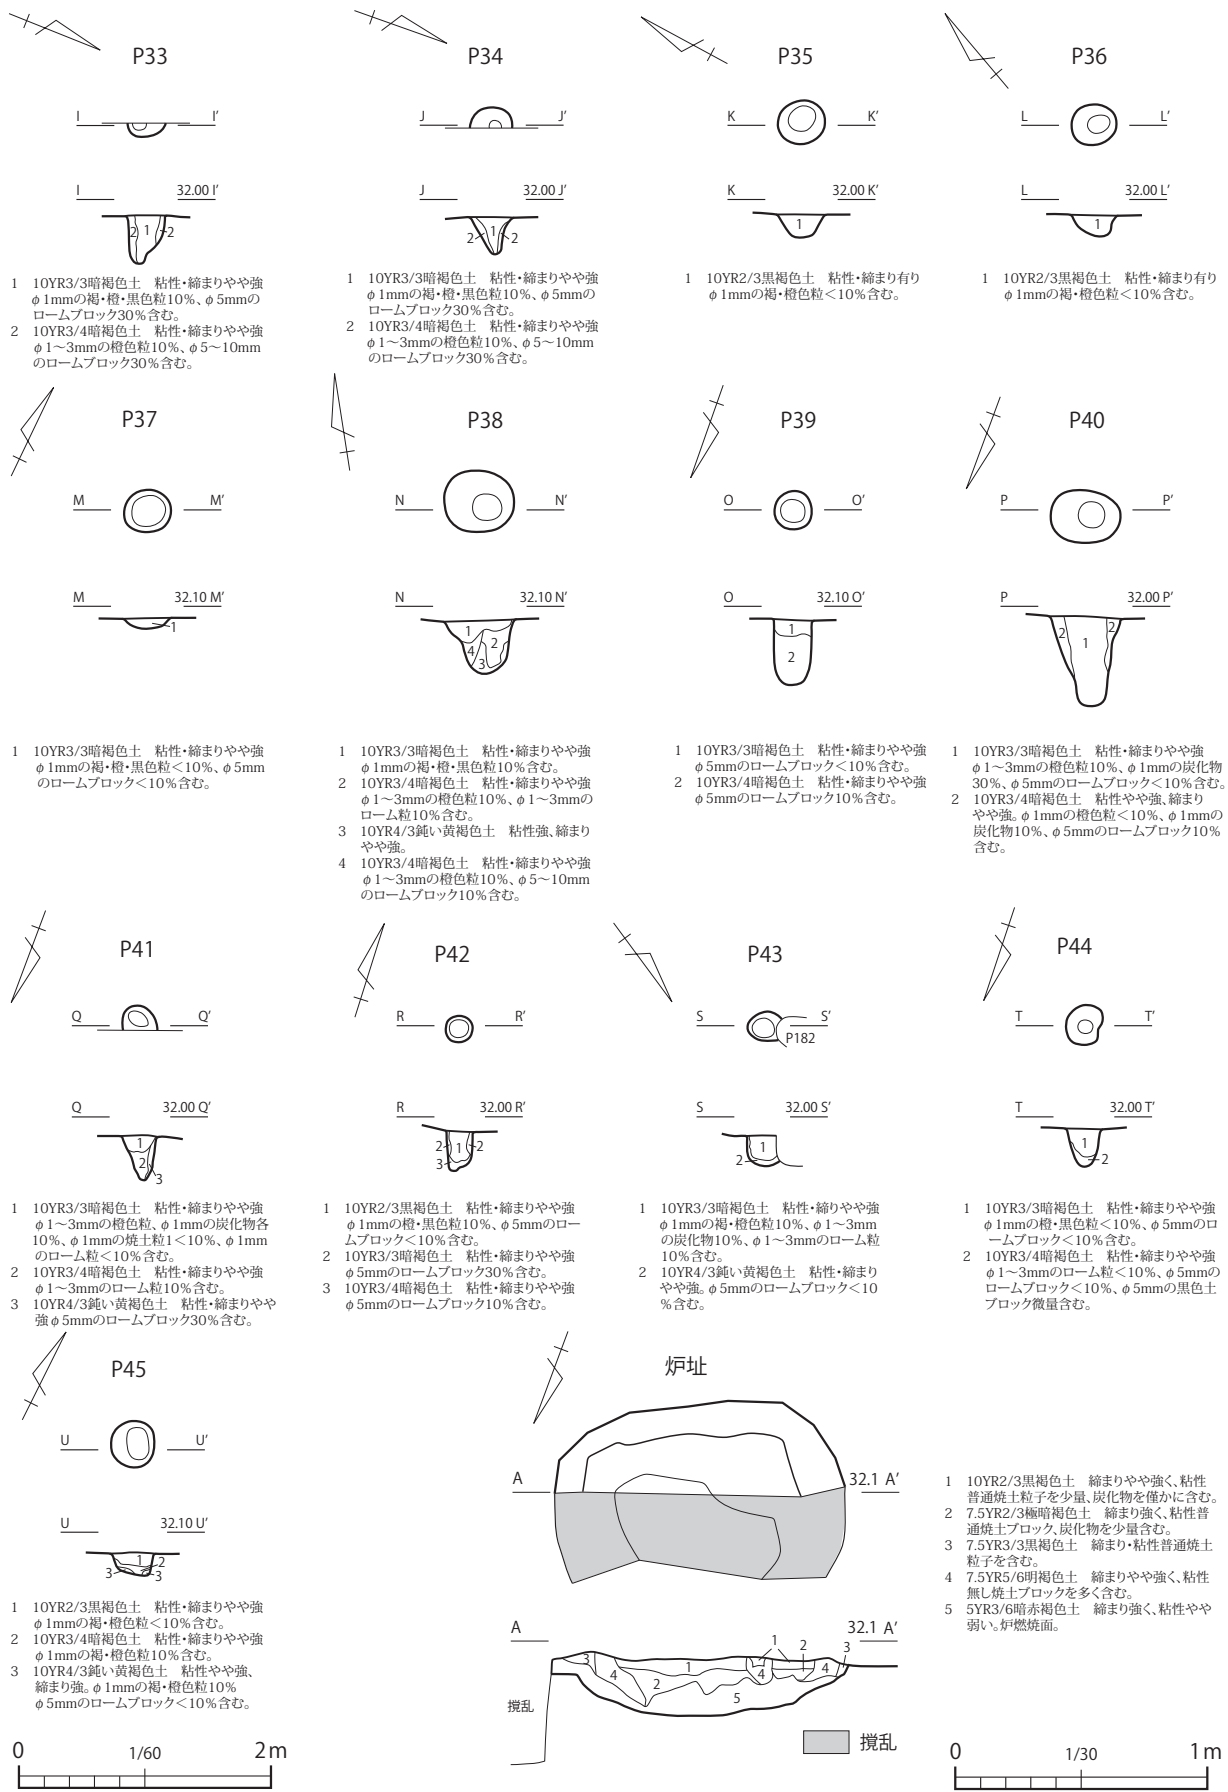 P33
I I'
I 32.00 I'
2 1 2
1 10YR3/3暗褐色土 粘性・締まりやや強
φ1mmの褐・橙・黒色粒10%、φ5mmの
ロームブロック30%含む。
2 10YR3/4暗褐色土 粘性・締まりやや強
φ1〜3mmの橙色粒10%、φ5〜10mm
のロームブロック30%含む。
P34
J J'
J 32.00 J'
2 1 2
1 10YR3/3暗褐色土 粘性・締まりやや強
φ1mmの褐・橙・黒色粒10%、φ5mmの
ロームブロック30%含む。
2 10YR3/4暗褐色土 粘性・締まりやや強
φ1〜3mmの橙色粒10%、φ5〜10mm
のロームブロック30%含む。
P35
K K'
K 32.00 K'
1
1 10YR2/3黒褐色土 粘性・締まり有り
φ1mmの褐・橙色粒<10%含む。
P36
L L'
L 32.00 L'
1
1 10YR2/3黒褐色土 粘性・締まり有り
φ1mmの褐・橙色粒<10%含む。
P37
M M'
M 32.10 M'
1
1 10YR3/3暗褐色土 粘性・締まりやや強
φ1mmの褐・橙・黒色粒<10%、φ5mm
のロームブロック<10%含む。
P38
N N'
N 32.10 N'
1
4 2
3
1 10YR3/3暗褐色土 粘性・締まりやや強
φ1mmの褐・橙・黒色粒10%含む。
2 10YR3/4暗褐色土 粘性・締まりやや強
φ1〜3mmの橙色粒10%、φ1〜3mmの
ローム粒10%含む。
3 10YR4/3鈍い黄褐色土 粘性強、締まり
やや強。
4 10YR3/4暗褐色土 粘性・締まりやや強
φ1〜3mmの橙色粒10%、φ5〜10mm
のロームブロック10%含む。
P39
O O'
O 32.10 O'
1
2
1 10YR3/3暗褐色土 粘性・締まりやや強
φ5mmのロームブロック<10%含む。
2 10YR3/4暗褐色土 粘性・締まりやや強
φ5mmのロームブロック10%含む。
P40
P P'
P 32.00 P'
2 1 2
1 10YR3/3暗褐色土 粘性・締まりやや強
φ1〜3mmの橙色粒10%、φ1mmの炭化物
30%、φ5mmのロームブロック<10%含む。
2 10YR3/4暗褐色土 粘性やや強、締まり
やや強。φ1mmの橙色粒<10%、φ1mmの
炭化物10%、φ5mmのロームブロック10%
含む。
P41
Q Q'
Q 32.00 Q'
1
2
3
1 10YR3/3暗褐色土 粘性・締まりやや強
φ1〜3mmの橙色粒、φ1mmの炭化物各
10%、φ1mmの焼土粒1<10%、φ1mm
のローム粒<10%含む。
2 10YR3/4暗褐色土 粘性・締まりやや強
φ1〜3mmのローム粒10%含む。
3 10YR4/3鈍い黄褐色土 粘性・締まりやや
強φ5mmのロームブロック30%含む。
P42
R R'
R 32.00 R'
2 1 2
3
1 10YR2/3黒褐色土 粘性・締まりやや強
φ1mmの橙・黒色粒10%、φ5mmのロー
ムブロック<10%含む。
2 10YR3/3暗褐色土 粘性・締まりやや強
φ5mmのロームブロック30%含む。
3 10YR3/4暗褐色土 粘性・締まりやや強
φ5mmのロームブロック10%含む。
P43
S S'
P182
S 32.00 S'
1
2
1 10YR3/3暗褐色土 粘性・締りやや強
φ1mmの褐・橙色粒10%、φ1〜3mm
の炭化物10%、φ1〜3mmのローム粒
10%含む。
2 10YR4/3鈍い黄褐色土 粘性・締まり
やや強。φ5mmのロームブロック<10
%含む。
P44
T T'
T 32.00 T'
1
2
1 10YR3/3暗褐色土 粘性・締まりやや強
φ1mmの橙・黒色粒<10%、φ5mmのロ
ームブロック<10%含む。
2 10YR3/4暗褐色土 粘性・締まりやや強
φ1〜3mmのローム粒<10%、φ5mmの
ロームブロック<10%、φ5mmの黒色土
ブロック微量含む。
P45
U U'
U 32.10 U'
1 2
3 3
1 10YR2/3黒褐色土 粘性・締まりやや強
φ1mmの褐・橙色粒<10%含む。
2 10YR3/4暗褐色土 粘性・締まりやや強
φ1mmの褐・橙色粒10%含む。
3 10YR4/3鈍い黄褐色土 粘性やや強、
締まり強。φ1mmの褐・橙色粒10%
φ5mmのロームブロック<10%含む。
0 1/60 2m
炉址
A 32.1 A'
A 32.1 A'
1 2 3
3 4 2 1 4 4
5
撹乱
撹乱
1 10YR2/3黒褐色土 締まりやや強く、粘性
普通焼土粒子を少量、炭化物を僅かに含む。
2 7.5YR2/3極暗褐色土 締まり強く、粘性普
通焼土ブロック、炭化物を少量含む。
3 7.5YR3/3黒褐色土 締まり・粘性普通焼土
粒子を含む。
4 7.5YR5/6明褐色土 締まりやや強く、粘性
無し焼土ブロックを多く含む。
5 5YR3/6暗赤褐色土 締まり強く、粘性やや
弱い。炉燃焼面。
0 1/30 1m